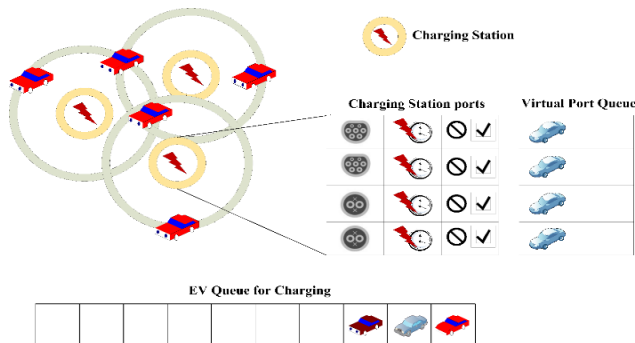 Charging Station
Charging Station ports
Virtual Port Queue
EV Queue for Charging